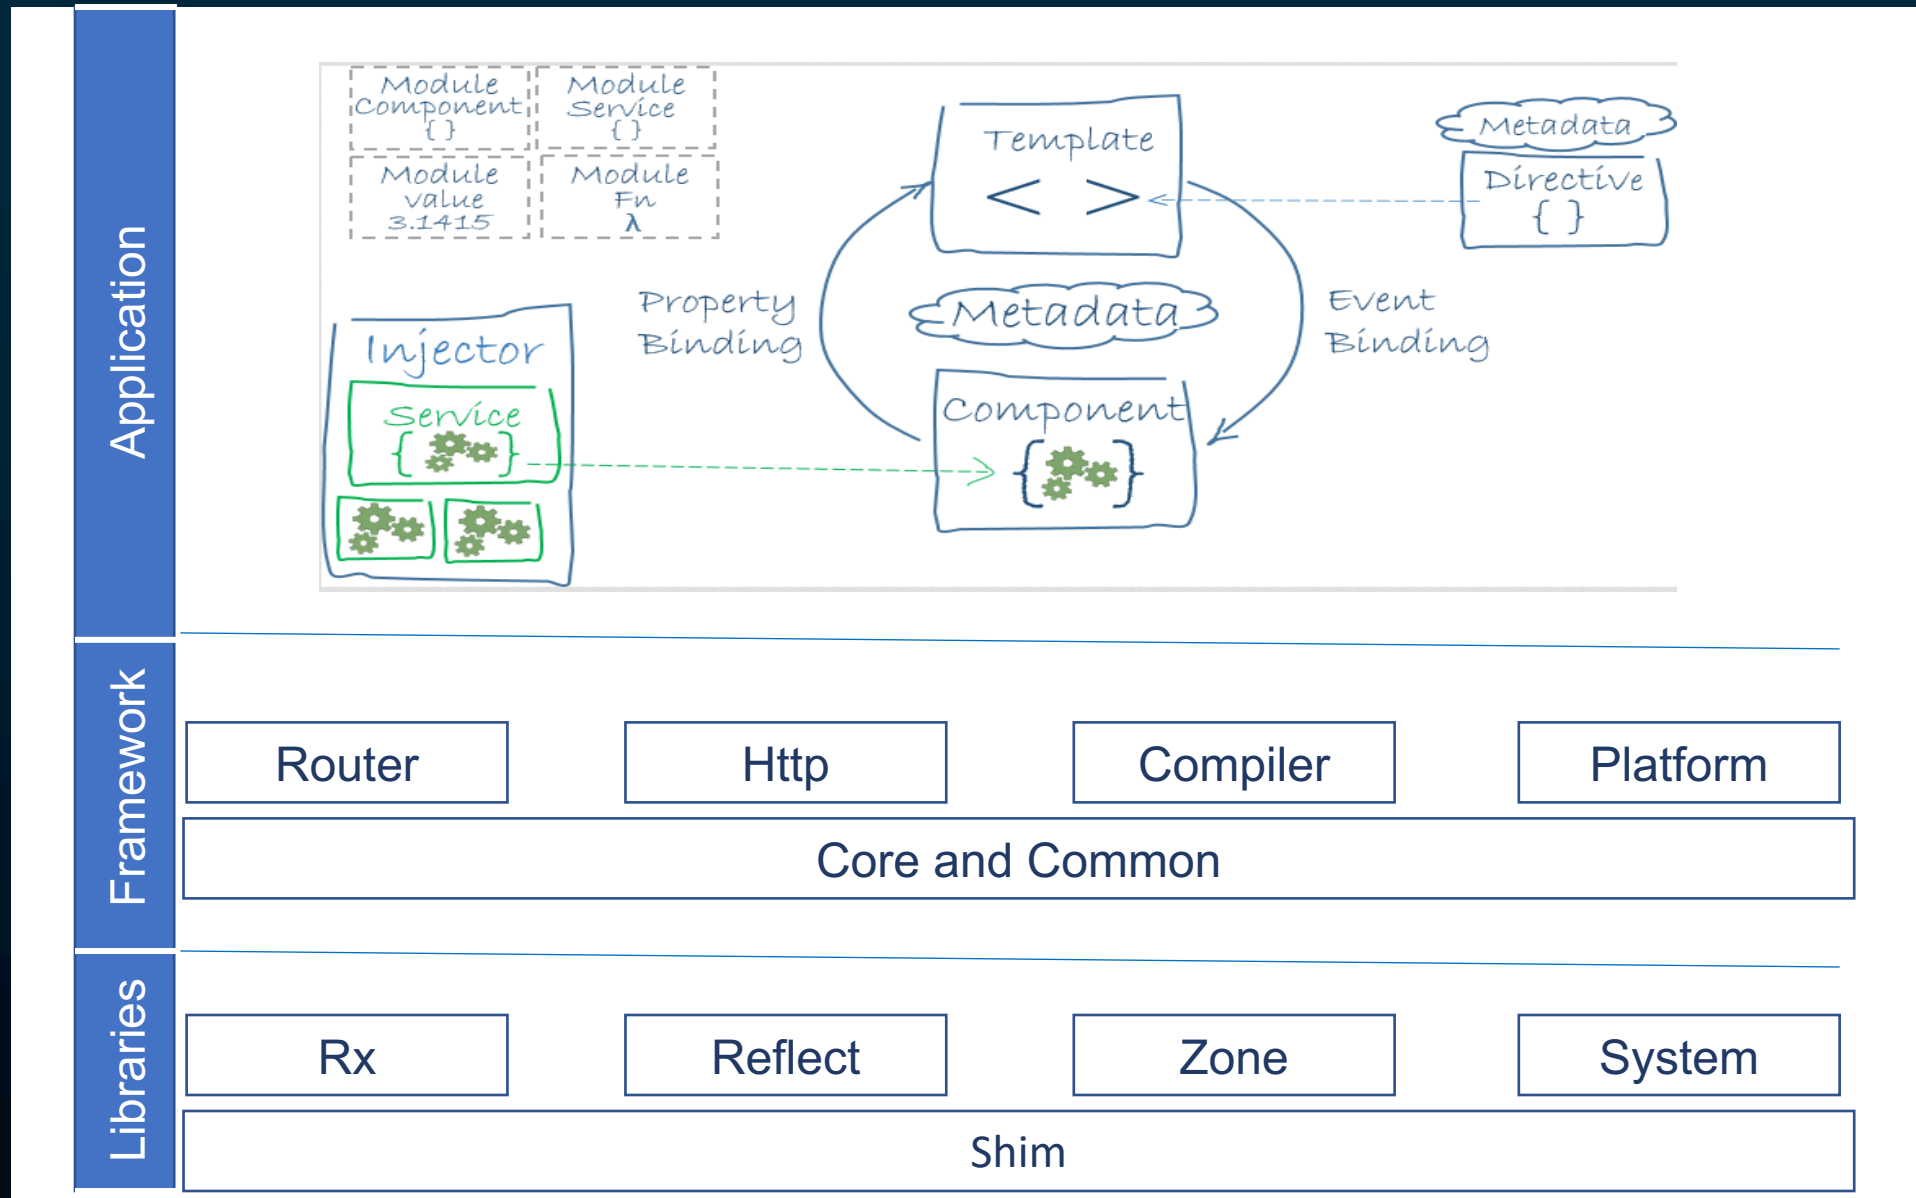 Application
Module
Component
{ }
Module
Service
{ }
Module
value
3.1415
Module
Fn
λ
Template
< >
Metadata
Directive
{ }
Property
Binding
Metadata
Event
Binding
Injector
Service
{ }
Component
{ }
Framework
Router
Http
Compiler
Platform
Core and Common
Libraries
Rx
Reflect
Zone
System
Shim